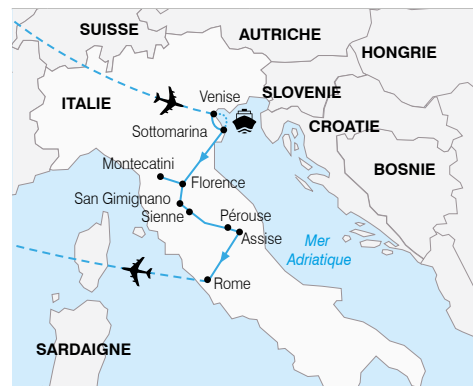 SUISSE
AUTRICHE
HONGRIE
ITALIE
Venise
SLOVENIE
Sottomarina
CROATIE
Montecatini
Florence
BOSNIE
San Gimignano
Sienne
Pérouse
Assise
Mer
Adriatique
Rome
SARDAIGNE